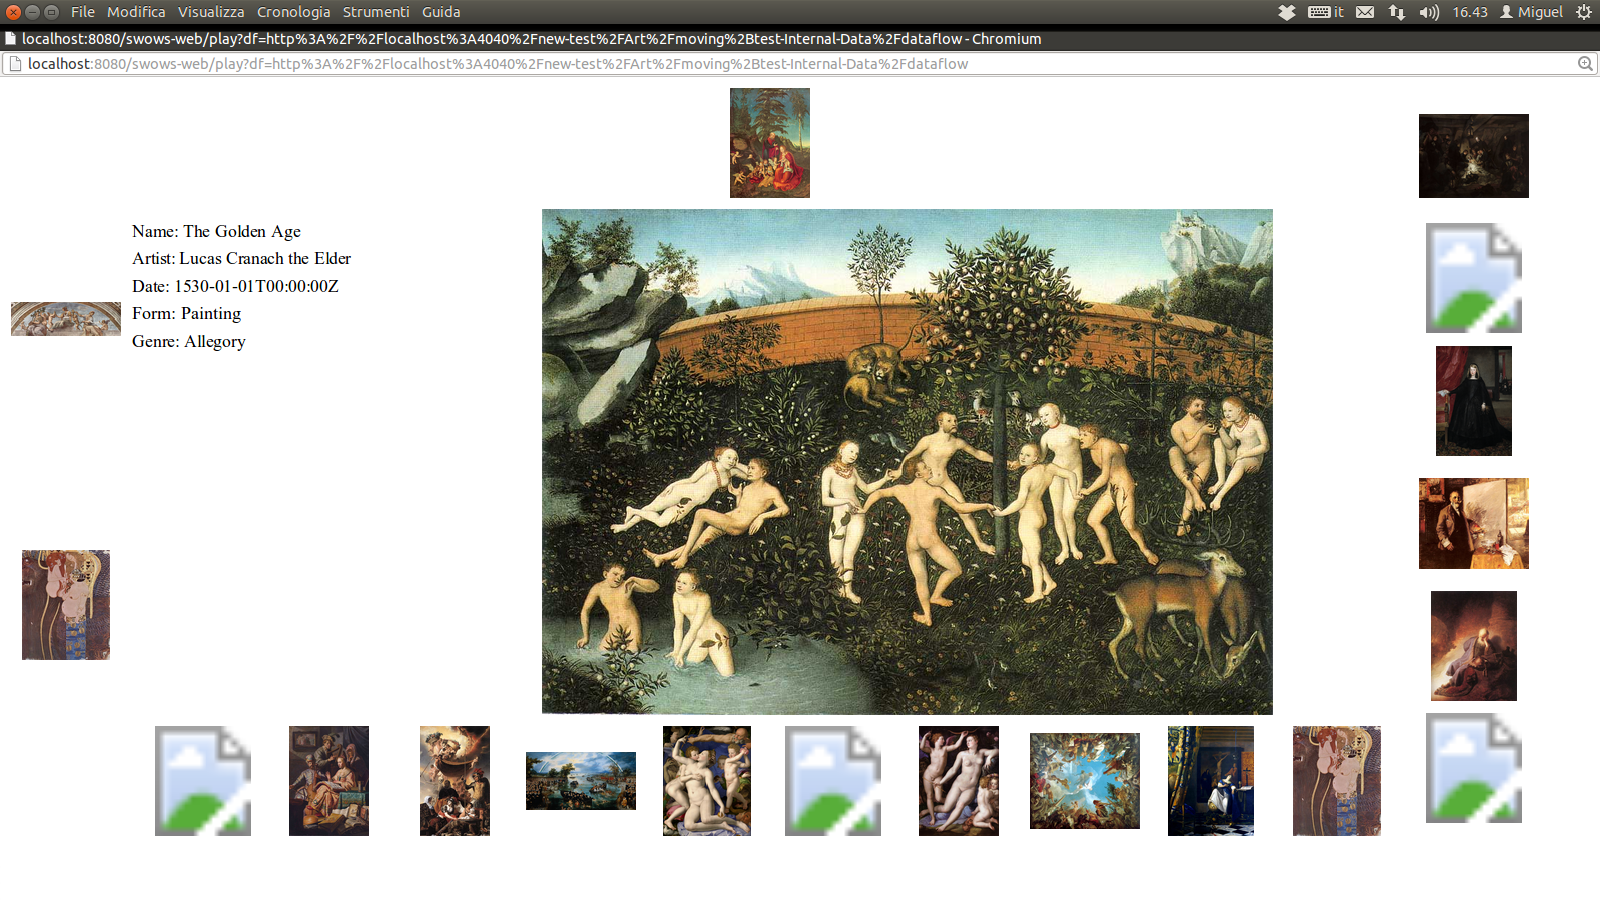 File Modifica Visualizza Cronologia Strumenti Guida it 16.43 Miguel
localhost:8080/swows-web/play?df=http%3A%2F%2Flocalhost%3A4040%2Fnew-test%2FArt%2Fmoving%2Btest-Internal-Data%2Fdataflow - Chromium
localhost:8080/swows-web/play?df=http%3A%2F%2Flocalhost%3A4040%2Fnew-test%2FArt%2Fmoving%2Btest-Internal-Data%2Fdataflow
Name: The Golden Age
Artist: Lucas Cranach the Elder
Date: 1530-01-01T00:00:00Z
Form: Painting
Genre: Allegory